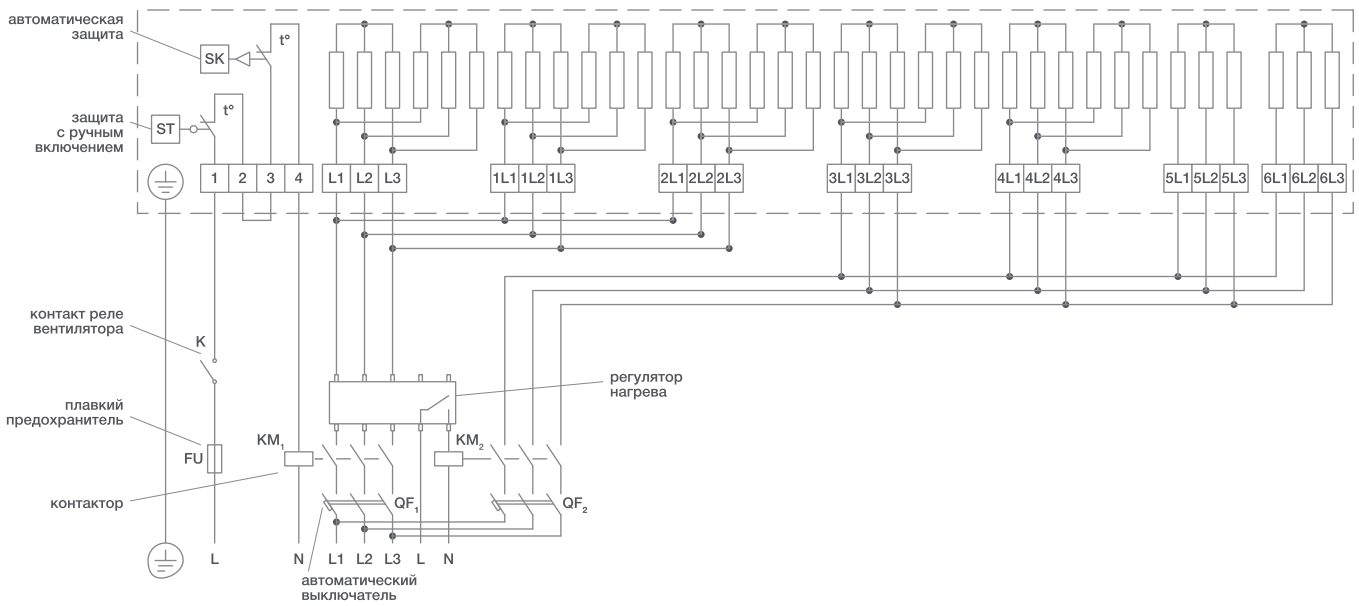 автоматическая
защита
t°
SK
t°
защита
с ручным
включением
ST
1 2 3 4 L1 L2 L3 1L1 1L2 1L3 2L1 2L2 2L3 3L1 3L2 3L3 4L1 4L2 4L3 5L1 5L2 5L3 6L1 6L2 6L3
контакт реле
вентилятора
K
регулятор
нагрева
плавкий
предохранитель
FU
KM1
KM2
контактор
QF1
QF2
L N L1 L2 L3 L N
автоматический
выключатель